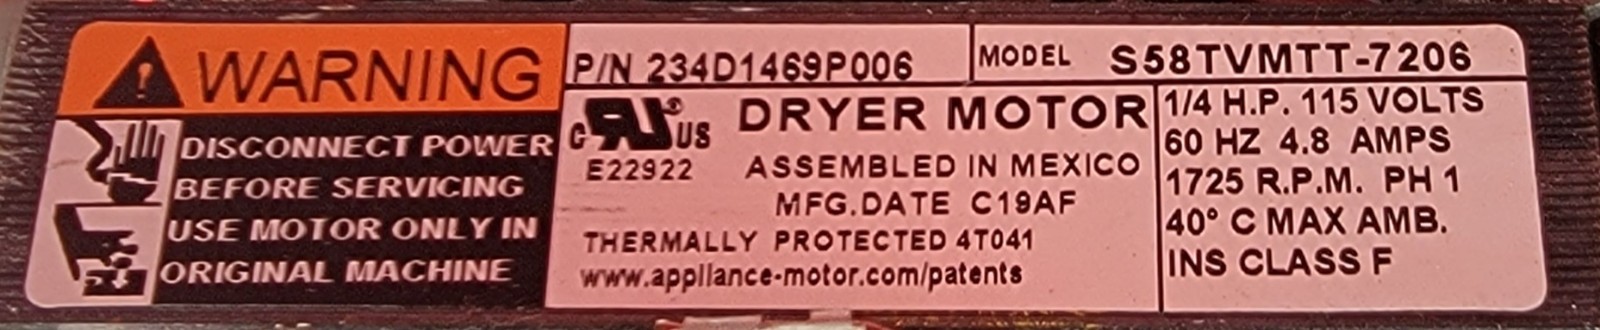 WARNING
DISCONNECT POWER
BEFORE SERVICING
USE MOTOR ONLY IN
ORIGINAL MACHINE
P/N 234D1469P006
MODEL S58TVMTT-7206
C RU® US
E22922
DRYER MOTOR
ASSEMBLED IN MEXICO
MFG.DATE C19AF
THERMALLY PROTECTED 4T041
www.appliance-motor.com/patents
1/4 H.P. 115 VOLTS
60 HZ 4.8 AMPS
1725 R.P.M. PH 1
40° C MAX AMB.
INS CLASS F